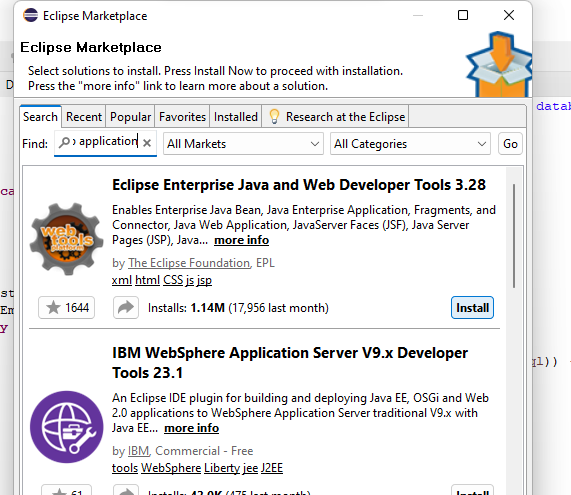 Eclipse Marketplace
Eclipse Marketplace
Select solutions to install. Press Install Now to proceed with installation.
Press the "more info" link to learn more about a solution.
D
Search Recent Popular Favorites Installed Research at the Eclipse
datab
Find: application All Markets All Categories Go
Eclipse Enterprise Java and Web Developer Tools 3.28
ca
Enables Enterprise Java Bean, Java Enterprise Application, Fragments, and
Connector, Java Web Application, JavaServer Faces (JSF), Java Server
Pages (JSP), Java... more info
web
tools
platform
by The Eclipse Foundation, EPL
xml html CSS js jsp
st
Em
y
1644 Installs: 1.14M (17,956 last month) Install
IBM WebSphere Application Server V9.x Developer
Tools 23.1
ql))
An Eclipse IDE plugin for building and deploying Java EE, OSGi and Web
2.0 applications to WebSphere Application Server traditional V9.x with
Java EE... more info
by IBM, Commercial - Free
tools WebSphere Liberty jee J2EE
61 Installs: 43.0K (475 last month) Install